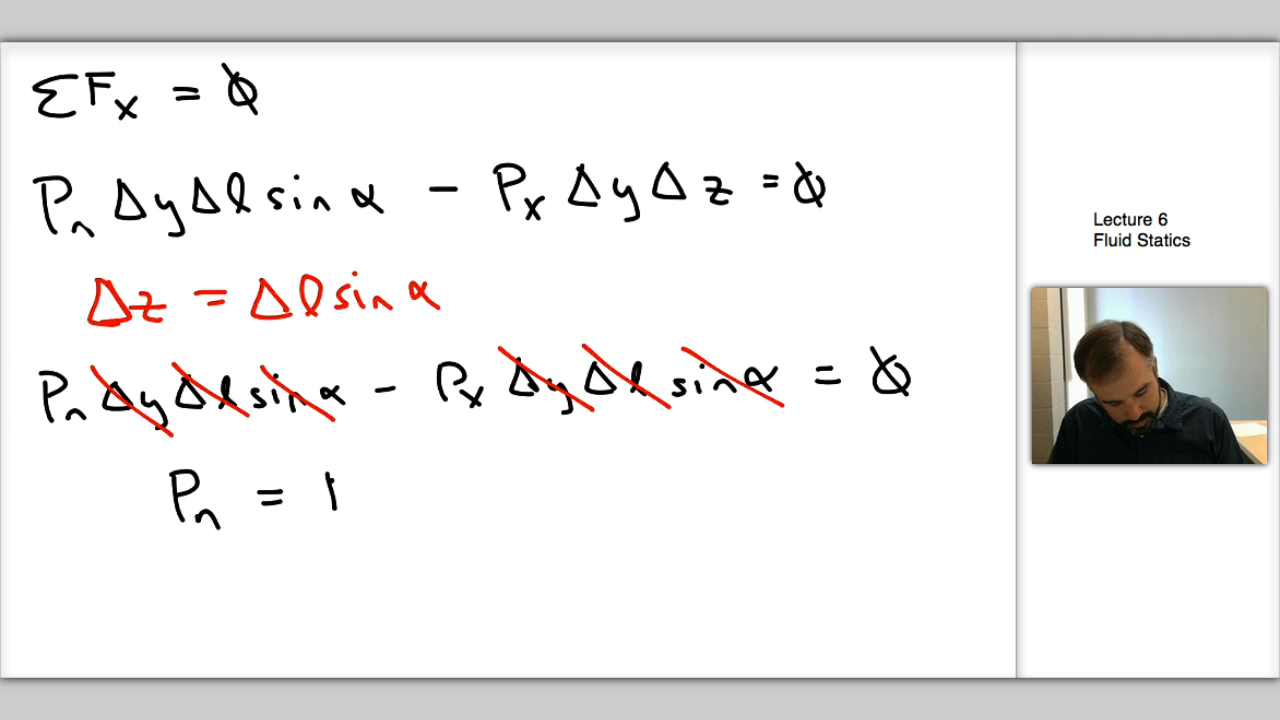 ΣFx = 0
Pn Δy Δl sin α - Px Δy Δz = 0
Δz = Δl sin α
Pn Δy Δl sin α - Px Δy Δl sin α = 0
Pn =
Lecture 6
Fluid Statics